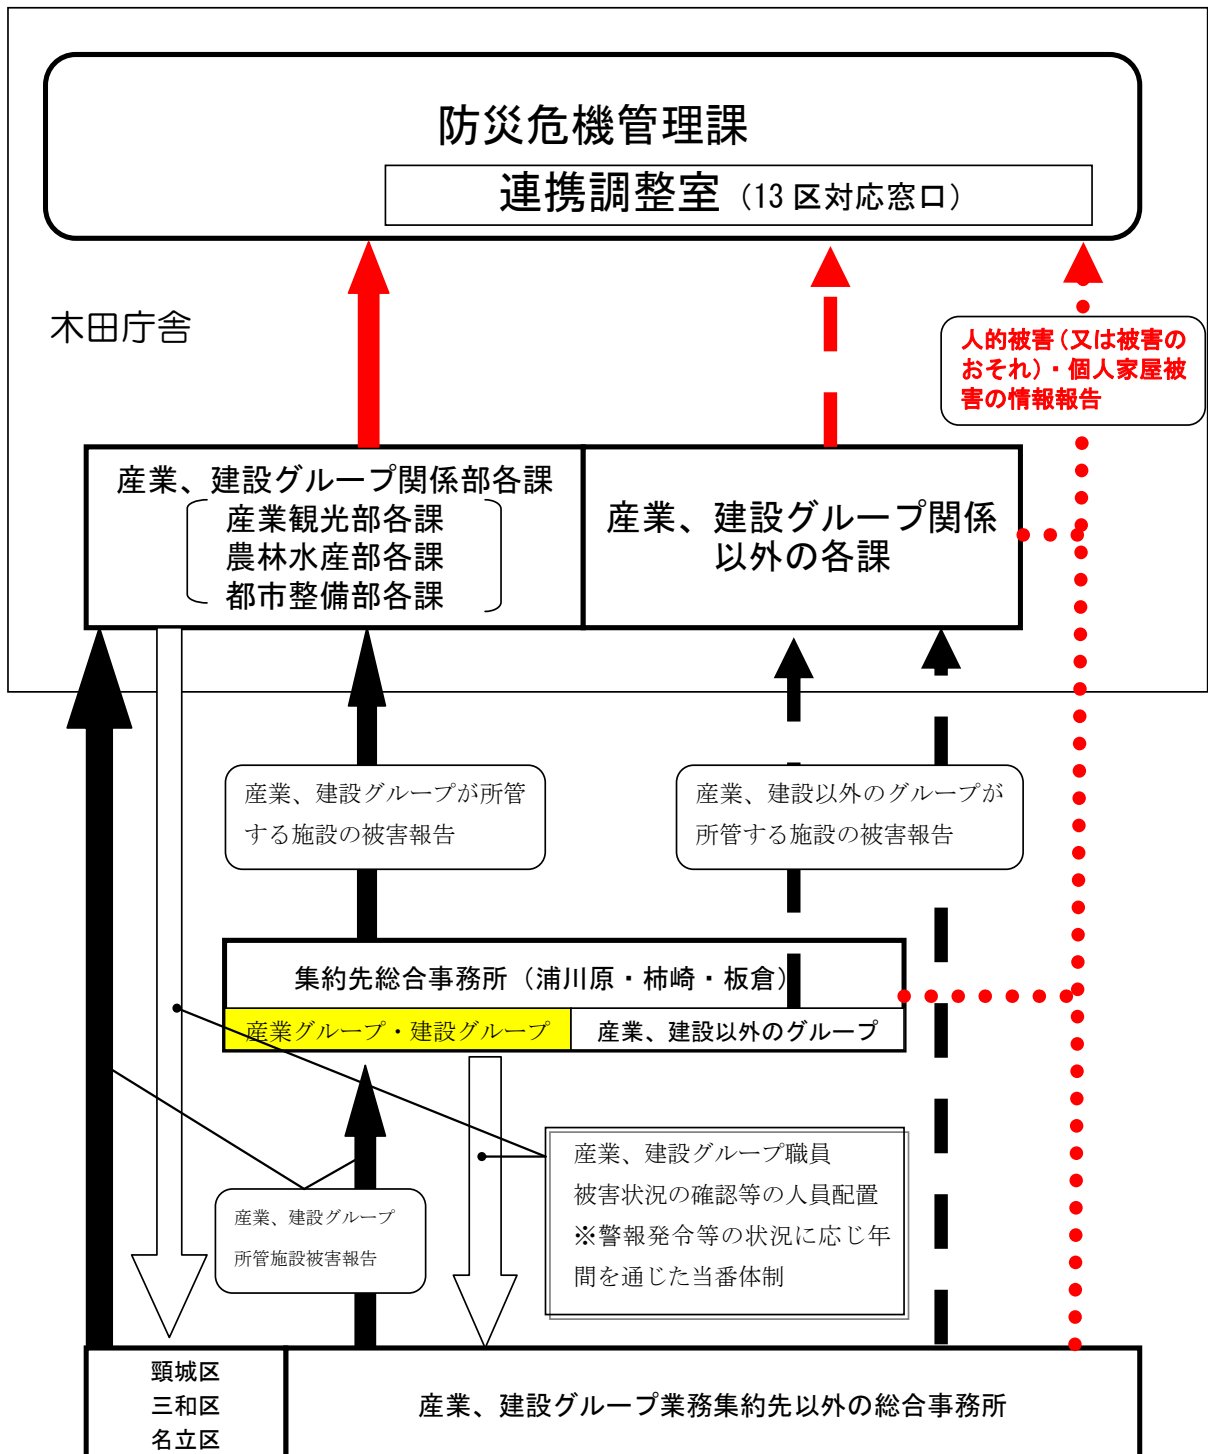 防災危機管理課
連携調整室（13 区対応窓口）
木田庁舎
人的被害（又は被害の
おそれ）・個人家屋被
害の情報報告
産業、建設グループ関係部各課
産業観光部各課
農林水産部各課
都市整備部各課
産業、建設グループ関係
以外の各課
産業、建設グループが所管
する施設の被害報告
産業、建設以外のグループが
所管する施設の被害報告
集約先総合事務所（浦川原・柿崎・板倉）
産業グループ・建設グループ
産業、建設以外のグループ
産業、建設グループ職員
被害状況の確認等の人員配置
※警報発令等の状況に応じ年
間を通じた当番体制
産業、建設グループ
所管施設被害報告
頸城区
三和区
名立区
産業、建設グループ業務集約先以外の総合事務所